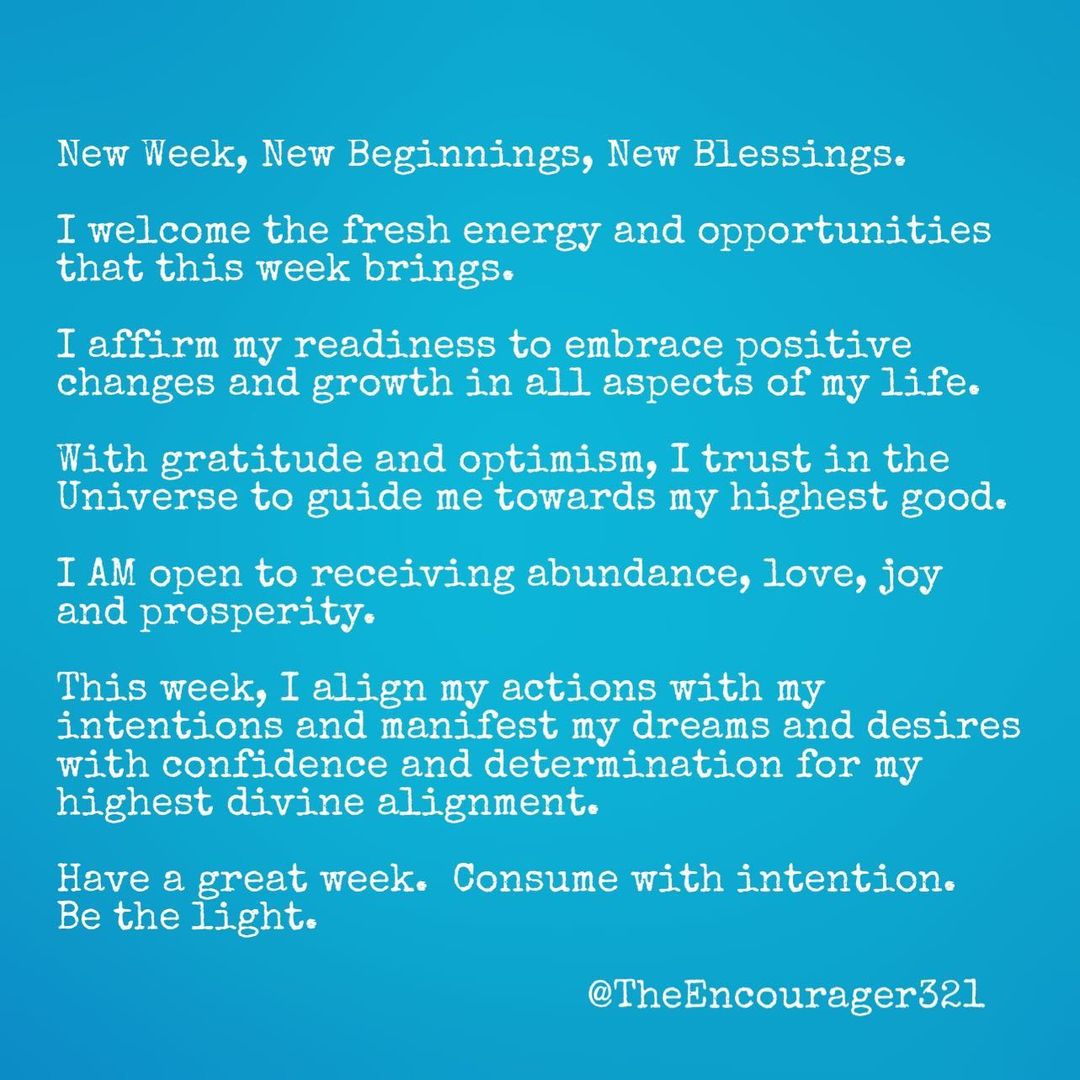 New Week, New Beginnings, New Blessings.
I welcome the fresh energy and opportunities
that this week brings.
I affirm my readiness to embrace positive
changes and growth in all aspects of my life.
With gratitude and optimism, I trust in the
Universe to guide me towards my highest good.
I AM open to receiving abundance, love, joy
and prosperity.
This week, I align my actions with my
intentions and manifest my dreams and desires
with confidence and determination for my
highest divine alignment.
Have a great week.  Consume with intention.
Be the light.
@TheEncourager321